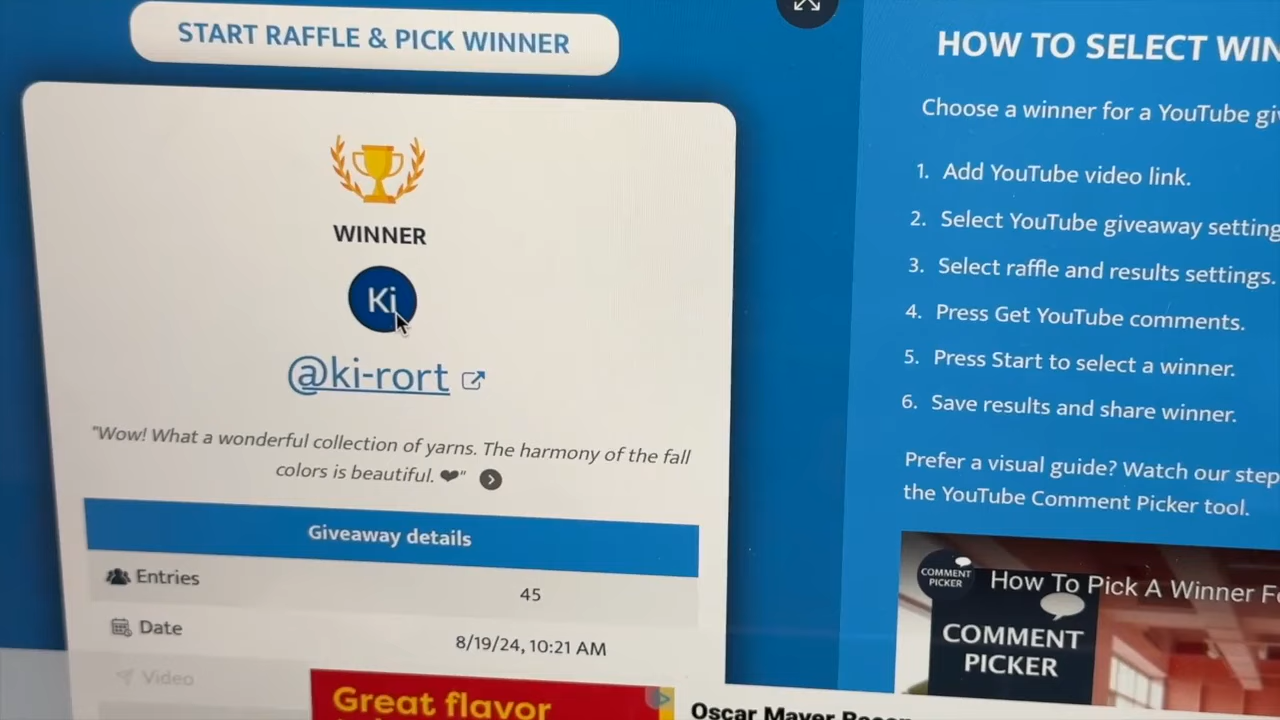 START RAFFLE & PICK WINNER
WINNER
Ki
@ki-rort
"Wow! What a wonderful collection of yarns. The harmony of the fall
colors is beautiful. ❤"
Giveaway details
Entries
45
Date
8/19/24, 10:21 AM
Video
Great flavor
Oscar Mayer
HOW TO SELECT WIN
Choose a winner for a YouTube gi
1. Add YouTube video link.
2. Select YouTube giveaway setting
3. Select raffle and results settings.
4. Press Get YouTube comments.
5. Press Start to select a winner.
6. Save results and share winner.
Prefer a visual guide? Watch our step
the YouTube Comment Picker tool.
COMMENT
PICKER
How To Pick A Winner Fo
COMMENT
PICKER